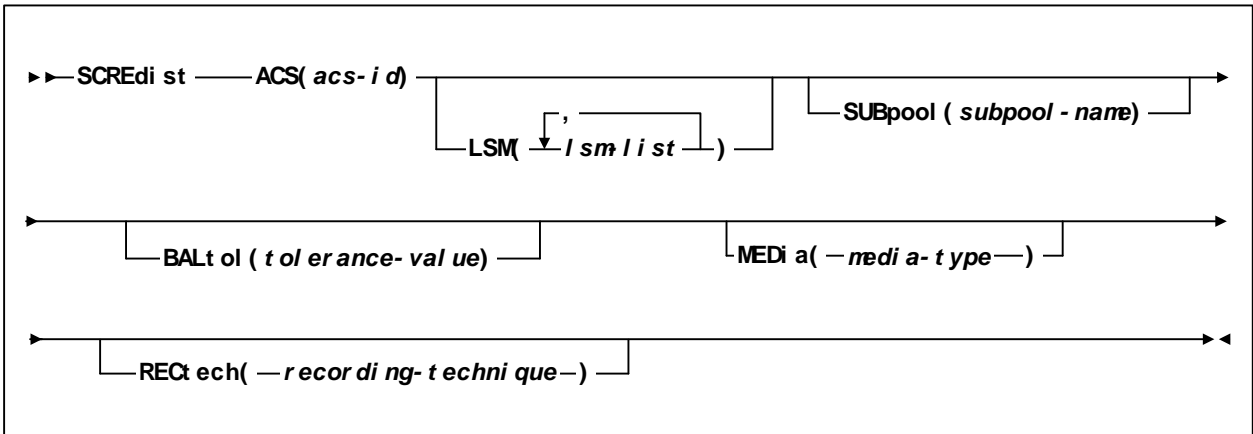 SCREdist ACS(acs-id)
SUBpool(subpool-name)
,
LSM( lsm-list )
BALtol(tolerance-value)
MEDia( media-type )
RECtech( recording-technique )